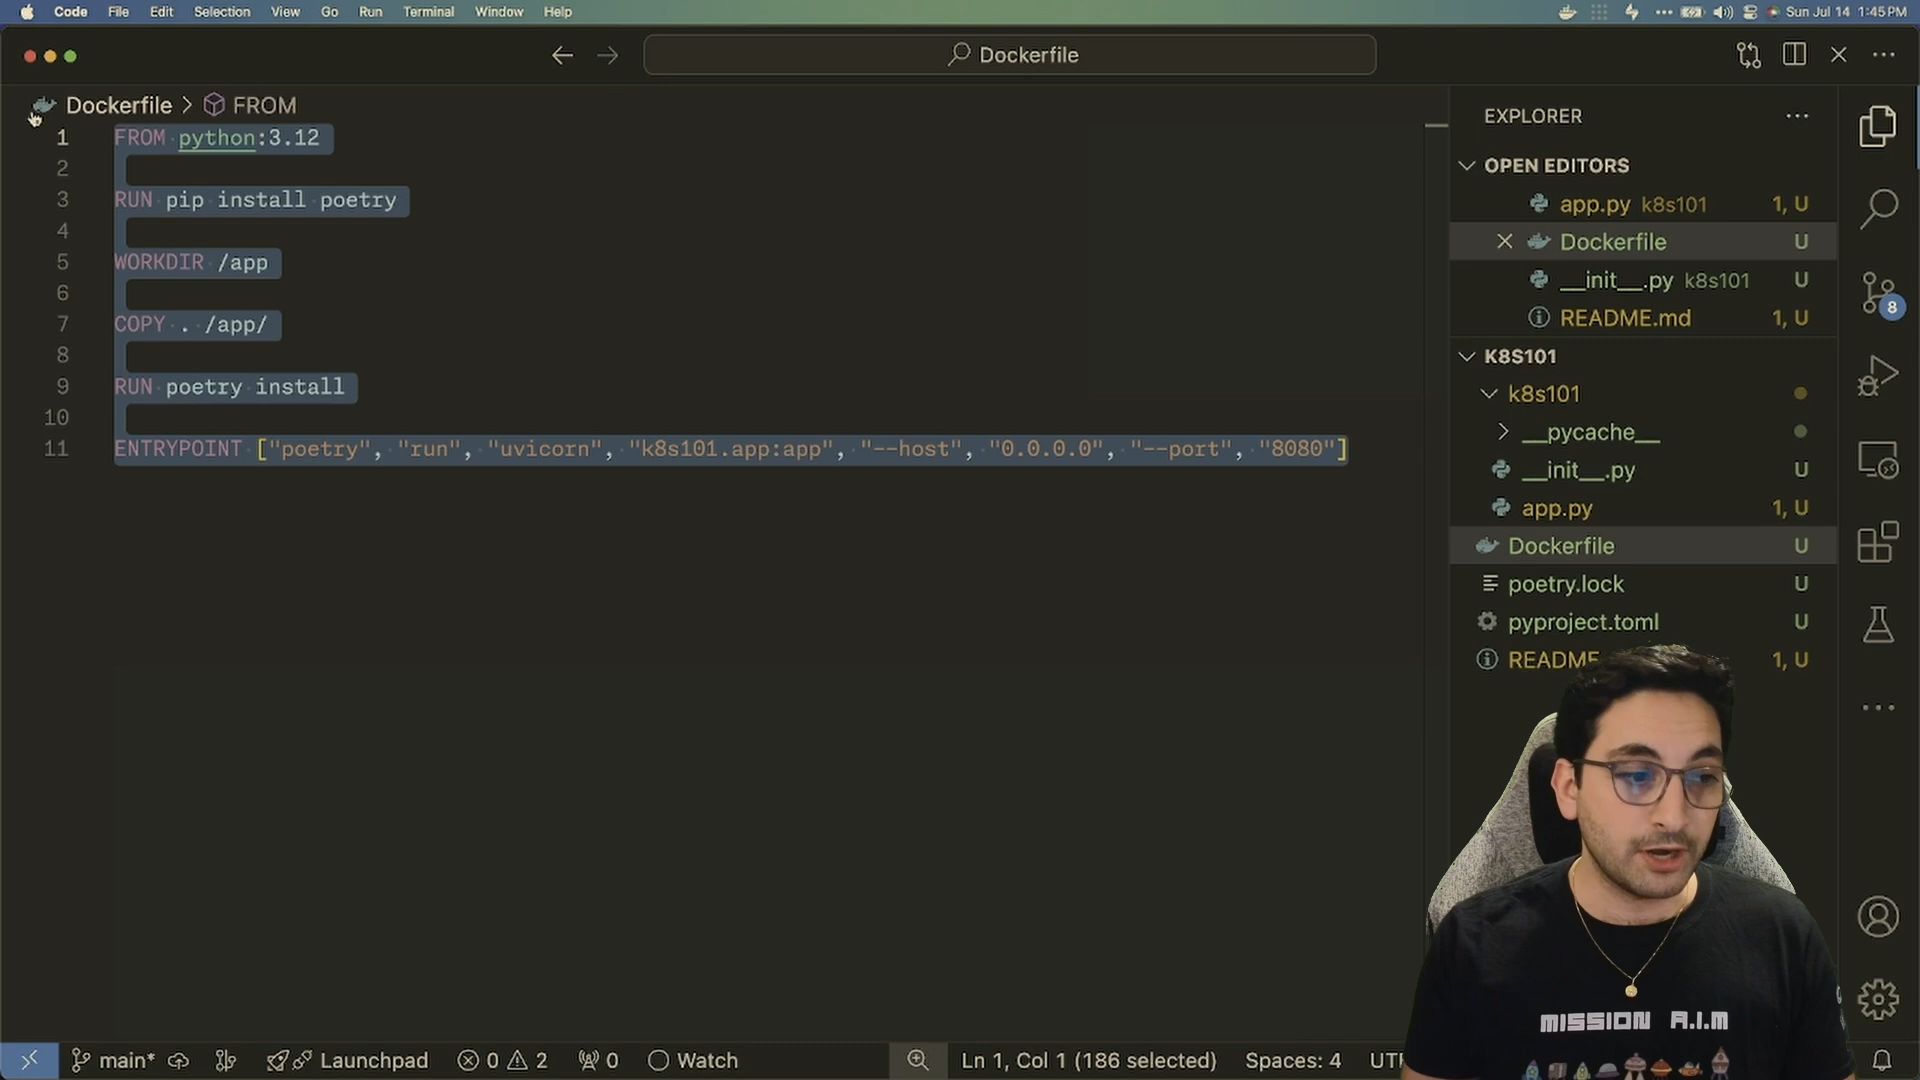 Code File Edit Selection View Go Run Terminal Window Help Sun Jul 14 1:45PM
Dockerfile
Dockerfile > FROM
1 FROM python:3.12
2
3 RUN pip install poetry
4
5 WORKDIR /app
6
7 COPY . /app/
8
9 RUN poetry install
10
11 ENTRYPOINT ["poetry", "run", "uvicorn", "k8s101.app:app", "--host", "0.0.0.0", "--port", "8080"]
EXPLORER
OPEN EDITORS
app.py k8s101 1, U
Dockerfile U
__init__.py k8s101 U
README.md 1, U
K8S101
k8s101
__pycache__
__init__.py U
app.py 1, U
Dockerfile U
poetry.lock U
pyproject.toml U
README 1, U
8
MISSION A.I.M
main* Launchpad 0 2 0 Watch Ln 1, Col 1 (186 selected) Spaces: 4 UTF